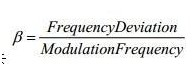 β = FrequencyDeviation / ModulationFrequency